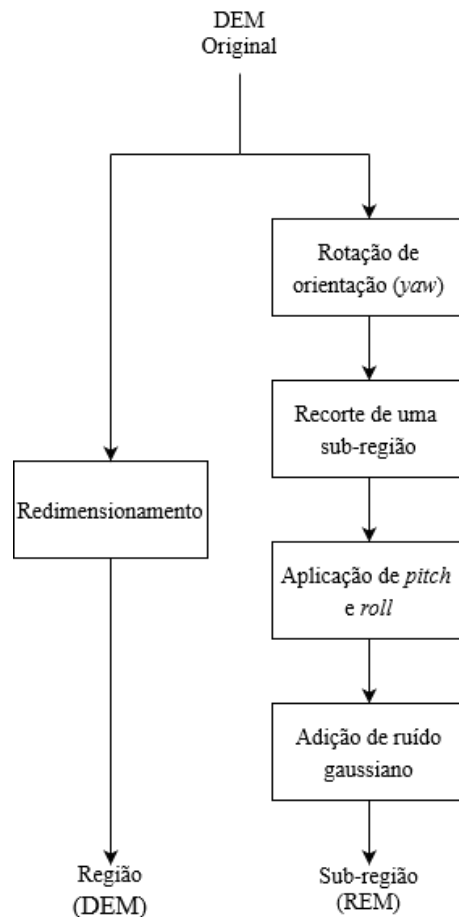 DEM
Original
Rotação de
orientação (yaw)
Recorte de uma
sub-região
Redimensionamento
Aplicação de pitch
e roll
Adição de ruído
gaussiano
Região
(DEM)
Sub-região
(REM)